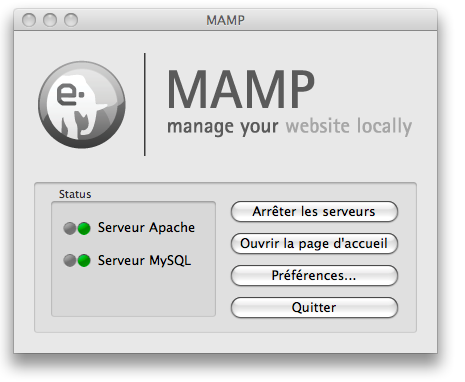 MAMP
e.
MAMP
manage your website locally
Status
Serveur Apache
Serveur MySQL
Arrêter les serveurs
Ouvrir la page d'accueil
Préférences...
Quitter